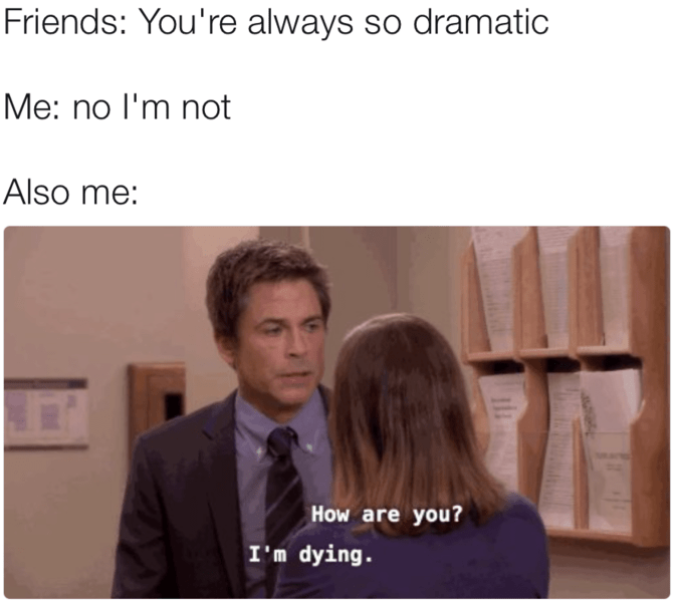 Friends: You're always so dramatic
Me: no I'm not
Also me:
How are you?
I'm dying.